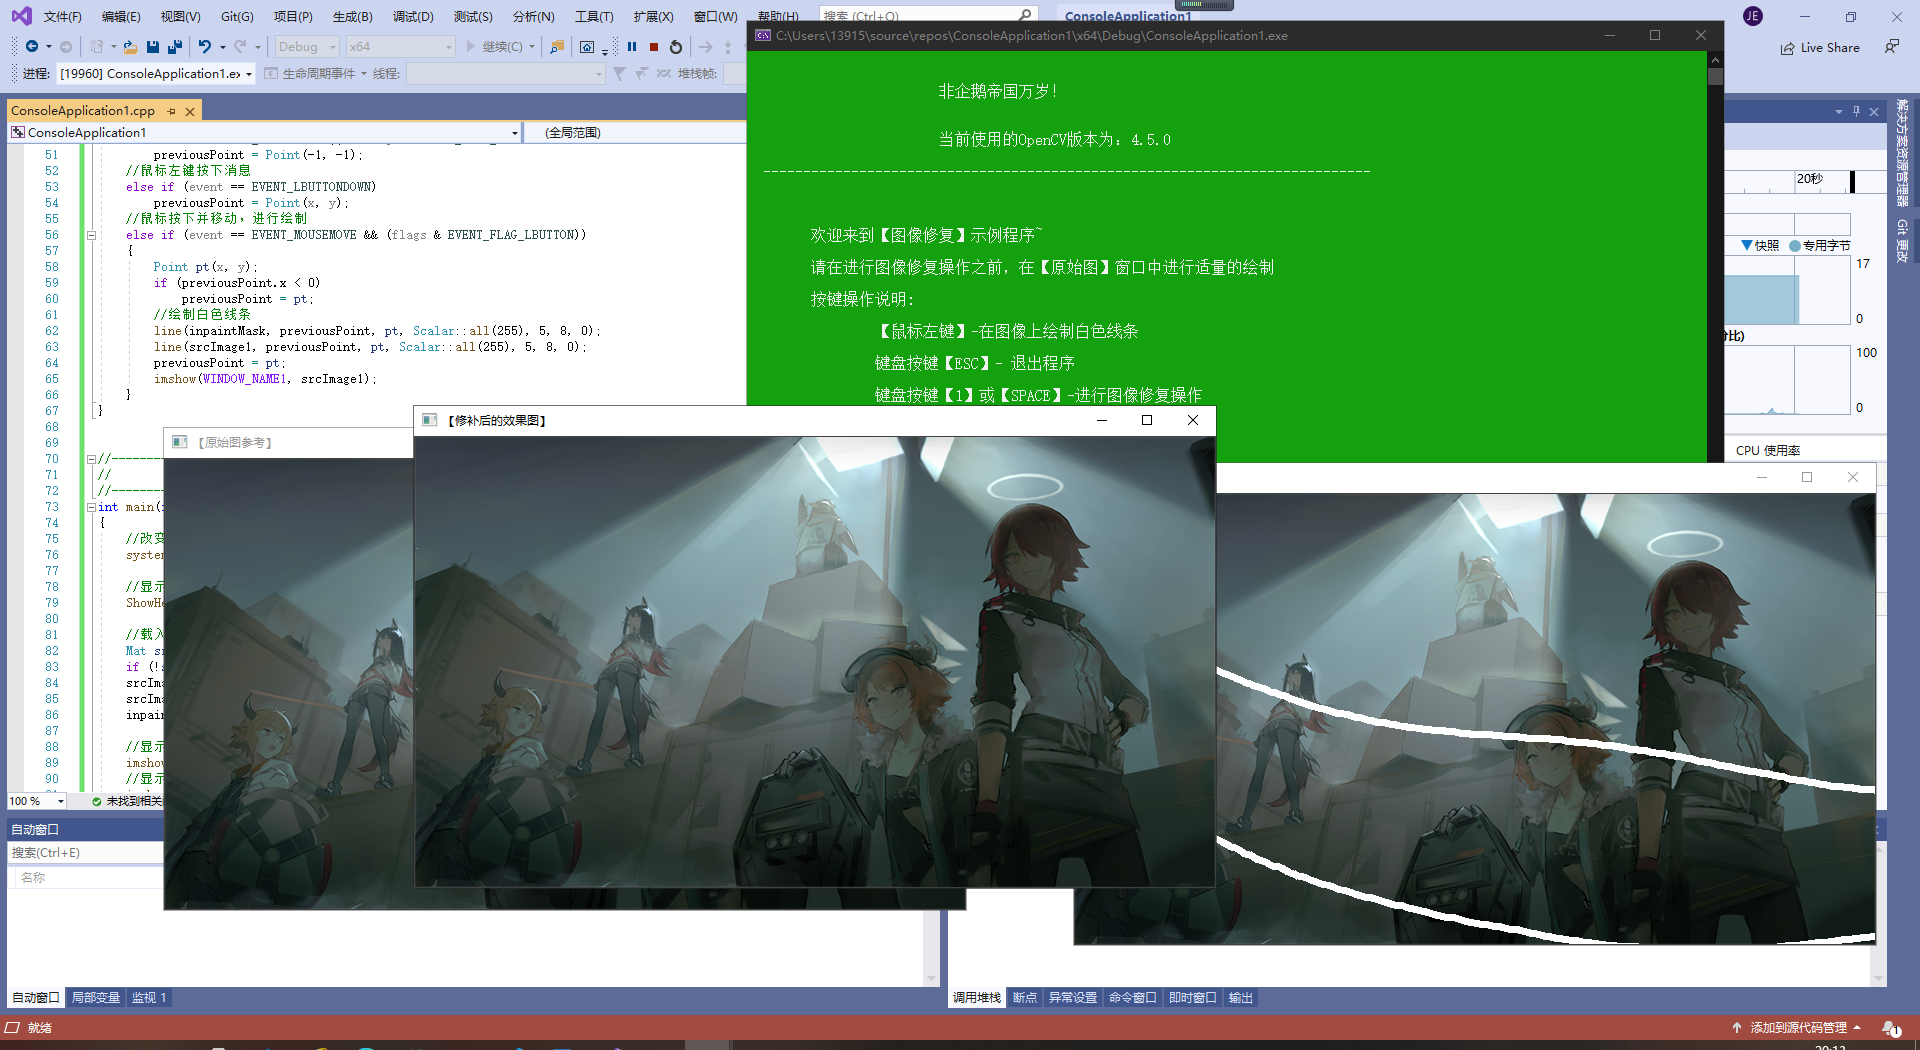 文件(F) 编辑(E) 视图(V) Git(G) 项目(P) 生成(B) 调试(D) 测试(S) 分析(N) 工具(T) 扩展(X) 窗口(W) 帮助(H) 搜索 (Ctrl+Q) ConsoleApplication1 JE
Debug x64 继续(C) Live Share
进程: [19960] ConsoleApplication1.ex 生命周期事件 线程: 堆栈帧:
C:\Users\13915\source\repos\ConsoleApplication1\x64\Debug\ConsoleApplication1.exe
非企鹅帝国万岁!
当前使用的OpenCV版本为: 4.5.0
----------------------------------------------------------------------------
欢迎来到【图像修复】示例程序~
请在进行图像修复操作之前，在【原始图】窗口中进行适量的绘制
按键操作说明:
【鼠标左键】-在图像上绘制白色线条
键盘按键【ESC】- 退出程序
键盘按键【1】或【SPACE】-进行图像修复操作
ConsoleApplication1.cpp
ConsoleApplication1 (全局范围)
51 previousPoint = Point(-1, -1);
52 //鼠标左键按下消息
53 else if (event == EVENT_LBUTTONDOWN)
54 previousPoint = Point(x, y);
55 //鼠标按下并移动，进行绘制
56 else if (event == EVENT_MOUSEMOVE && (flags & EVENT_FLAG_LBUTTON))
57 {
58 Point pt(x, y);
59 if (previousPoint.x < 0)
60 previousPoint = pt;
61 //绘制白色线条
62 line(inpaintMask, previousPoint, pt, Scalar::all(255), 5, 8, 0);
63 line(srcImage1, previousPoint, pt, Scalar::all(255), 5, 8, 0);
64 previousPoint = pt;
65 imshow(WINDOW_NAME1, srcImage1);
66 }
67 }
68
69
70 //--------
71 //
72 //--------
73 int main(
74 {
75 //改变
76 system
77
78 //显示
79 ShowHe
80
81 //载入
82 Mat sr
83 if (!s
84 srcIma
85 srcIma
86 inpain
87
88 //显示
89 imshow
90 //显示
【原始图参考】
【修补后的效果图】
20秒
快照 专用字节
17
0
100
0
CPU 使用率
解决方案资源管理器
Git 更改
100 % 未找到相关
自动窗口
搜索(Ctrl+E)
名称
自动窗口 局部变量 监视 1
调用堆栈 断点 异常设置 命令窗口 即时窗口 输出
就绪 添加到源代码管理 1